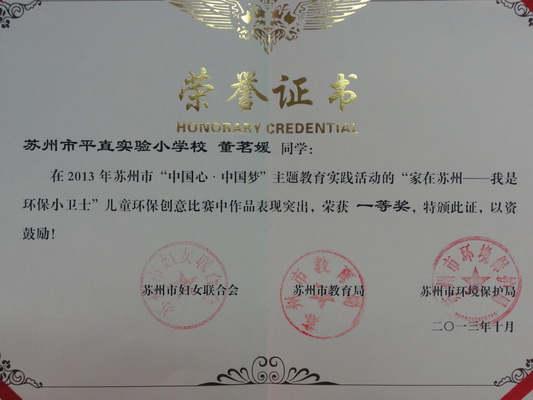 荣誉证书
HONORARY CREDENTIAL
苏州市平直实验小学校 董茗媛 同学：
在2013年苏州市“中国心·中国梦”主题教育实践活动的“家在苏州——我是
环保小卫士”儿童环保创意比赛中作品表现突出，荣获 一等奖，特颁此证，以资
鼓励！
苏州市妇女联合会 苏州市教育局 苏州市环境保护局
二〇一三年十月